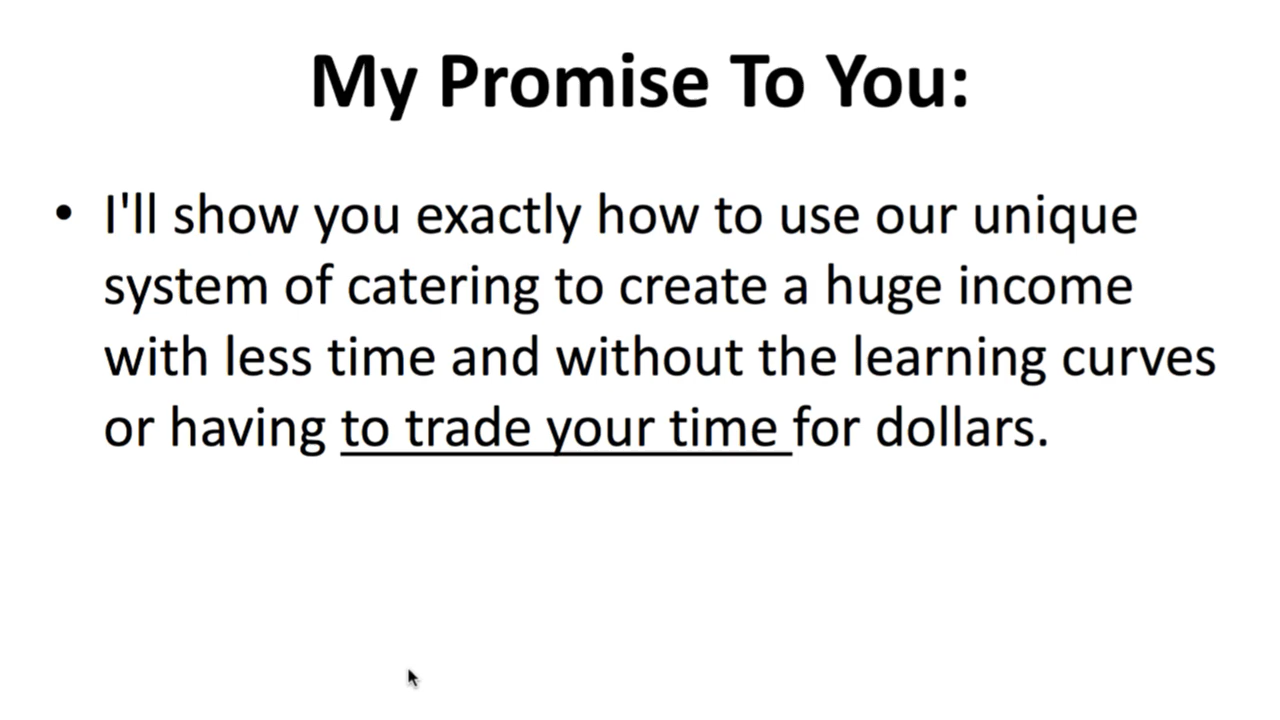 My Promise To You:
• I'll show you exactly how to use our unique
system of catering to create a huge income
with less time and without the learning curves
or having to trade your time for dollars.